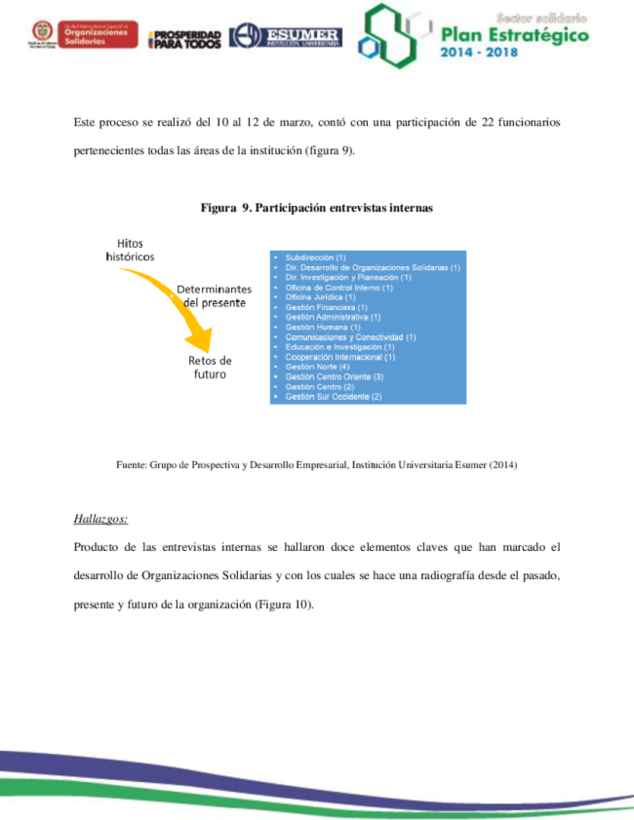 Organizaciones
Solidarias
PROSPERIDAD
PARA TODOS
ESUMER
INSTITUCIÓN UNIVERSITARIA
Sector solidario
Plan Estratégico
2014 - 2018
Este proceso se realizó del 10 al 12 de marzo, contó con una participación de 22 funcionarios
pertenecientes todas las áreas de la institución (figura 9).
Figura 9. Participación entrevistas internas
Hitos
históricos
Determinantes
del presente
Retos de
futuro
• Subdirección (1)
• Dir. Desarrollo de Organizaciones Solidarias (1)
• Dir. Investigación y Planeación (1)
• Oficina de Control Interno (1)
• Oficina Jurídica (1)
• Gestión Financiera (1)
• Gestión Administrativa (1)
• Gestión Humana (1)
• Comunicaciones y Conectividad (1)
• Educación e Investigación (1)
• Cooperación Internacional (1)
• Gestión Norte (4)
• Gestión Centro Oriente (3)
• Gestión Centro (2)
• Gestión Sur Occidente (2)
Fuente: Grupo de Prospectiva y Desarrollo Empresarial, Institución Universitaria Esumer (2014)
Hallazgos:
Producto de las entrevistas internas se hallaron doce elementos claves que han marcado el
desarrollo de Organizaciones Solidarias y con los cuales se hace una radiografía desde el pasado,
presente y futuro de la organización (Figura 10).